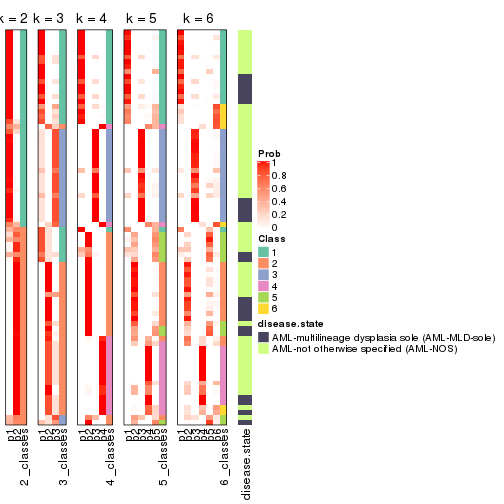 k = 2 k = 3 k = 4 k = 5 k = 6
Prob
1
0.8
0.6
0.4
0.2
0
Class
1
2
3
4
5
6
disease.state
AML-multilineage dysplasia sole (AML-MLD-sole)
AML-not otherwise specified (AML-NOS)
p1 p2 2_classes p1 p2 p3 3_classes p1 p2 p3 p4 4_classes p1 p2 p3 p4 p5 5_classes p1 p2 p3 p4 p5 p6 6_classes disease.state